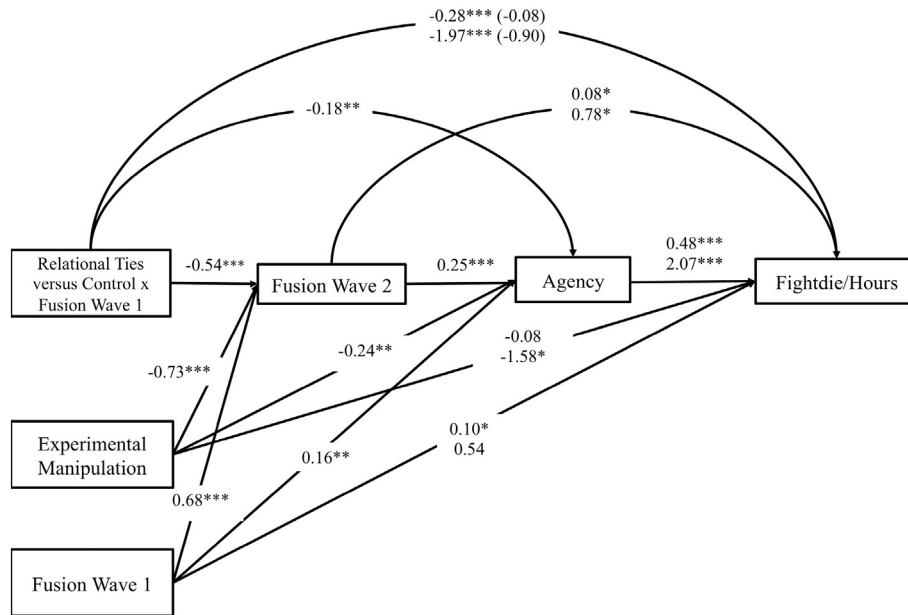 -0.28*** (-0.08)
-1.97*** (-0.90)
-0.18**
0.08*
0.78*
Relational Ties
versus Control x
Fusion Wave 1
-0.54***
Fusion Wave 2
0.25***
Agency
0.48***
2.07***
Fightdie/Hours
-0.73***
-0.24**
-0.08
-1.58*
Experimental
Manipulation
0.16**
0.10*
0.54
0.68***
Fusion Wave 1